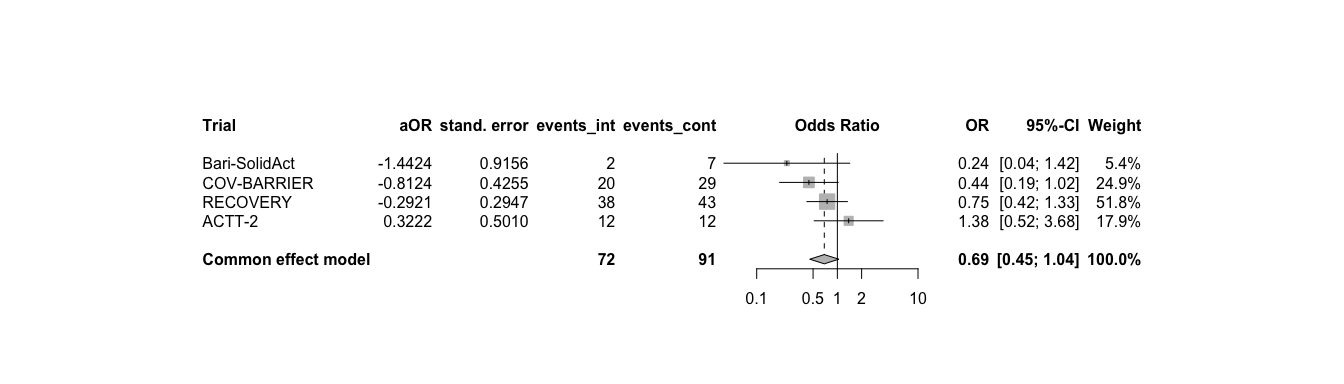 Trial aOR stand. error events_int events_cont Odds Ratio OR 95%-CI Weight
Bari-SolidAct -1.4424 0.9156 2 7 0.24 [0.04; 1.42] 5.4%
COV-BARRIER -0.8124 0.4255 20 29 0.44 [0.19; 1.02] 24.9%
RECOVERY -0.2921 0.2947 38 43 0.75 [0.42; 1.33] 51.8%
ACTT-2 0.3222 0.5010 12 12 1.38 [0.52; 3.68] 17.9%
Common effect model 72 91 0.69 [0.45; 1.04] 100.0%
0.1 0.5 1 2 10